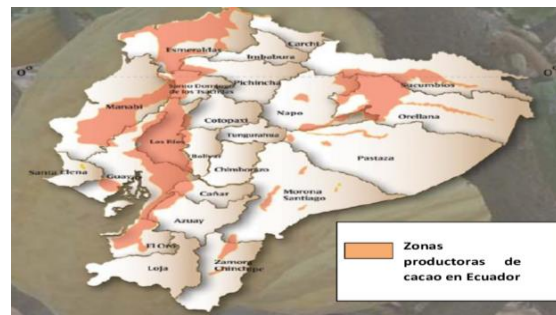 Carchi
Esmeraldas
Imbabura
0°
0°
Santo Domingo
de los Tsáchilas
Pichincha
Sucumbíos
Manabí
Napo
Orellana
Cotopaxi
Tungurahua
Los Ríos
Bolívar
Pastaza
Santa Elena
Guayas
Chimborazo
Cañar
Morona
Santiago
Azuay
El Oro
Loja
Zamora
Chinchipe
Zonas
productoras de
cacao en Ecuador